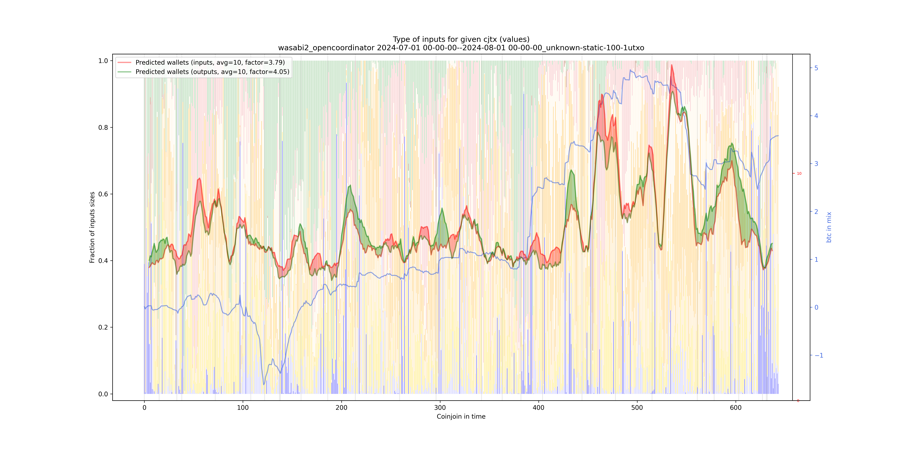 Type of inputs for given cjtx (values)
wasabi2_opencoordinator 2024-07-01 00-00-00--2024-08-01 00-00-00_unknown-static-100-1utxo
Predicted wallets (inputs, avg=10, factor=3.79)
Predicted wallets (outputs, avg=10, factor=4.05)
1.0
0.8
0.6
0.4
0.2
0.0
Fraction of inputs sizes
0
100
200
300
400
500
600
Coinjoin in time
5
4
3
2
1
0
−1
btc in mix